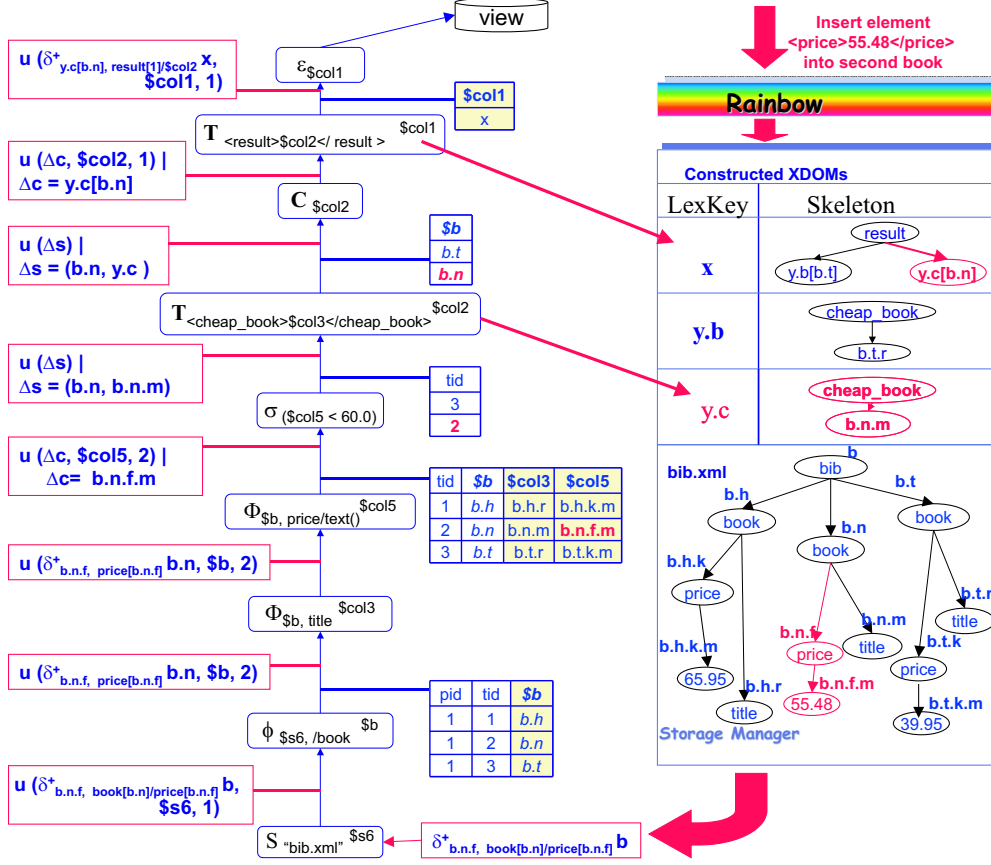 view
u (δ⁺ y.c[b.n], result[1]/$col2 x,
$col1, 1)
ε $col1
$col1
x
T <result>$col2</ result > $col1
u (Δc, $col2, 1) |
Δc = y.c[b.n]
C $col2
u (Δs) |
Δs = (b.n, y.c )
$b
b.t
b.n
T <cheap_book>$col3</cheap_book> $col2
u (Δs) |
Δs = (b.n, b.n.m)
tid
3
2
σ ($col5 < 60.0)
u (Δc, $col5, 2) |
Δc= b.n.f.m
tid $b $col3 $col5
1 b.h b.h.r b.h.k.m
2 b.n b.n.m b.n.f.m
3 b.t b.t.r b.t.k.m
Φ $b, price/text() $col5
u (δ⁺ b.n.f, price[b.n.f] b.n, $b, 2)
Φ $b, title $col3
u (δ⁺ b.n.f, price[b.n.f] b.n, $b, 2)
pid tid $b
1 1 b.h
1 2 b.n
1 3 b.t
ϕ $s6, /book $b
u (δ⁺ b.n.f, book[b.n]/price[b.n.f] b,
$s6, 1)
S "bib.xml" $s6
δ⁺ b.n.f, book[b.n]/price[b.n.f] b
Insert element
<price>55.48</price>
into second book
Rainbow
Constructed XDOMs
LexKey Skeleton
x
result
y.b[b.t] y.c[b.n]
y.b
cheap_book
b.t.r
y.c
cheap_book
b.n.m
bib.xml
b
bib
b.h
b.n
b.t
book
book
book
b.h.k
price
b.n.f
price
b.n.m
title
b.t.k
price
b.t.r
title
b.h.k.m
65.95
b.h.r
title
b.n.f.m
55.48
b.t.k.m
39.95
Storage Manager